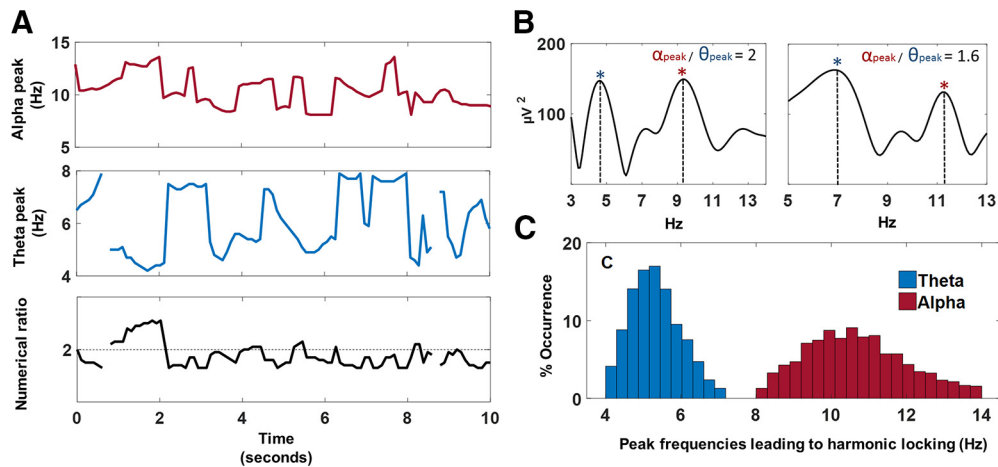 A
Alpha peak
(Hz)
15
10
5
Theta peak
(Hz)
8
6
4
Numerical ratio
2
0
2
4
6
8
10
Time
(seconds)
B
200
100
µV 2
αpeak/ θpeak = 2
*
*
3
5
7
9
11
13
Hz
αpeak/ θpeak = 1.6
*
*
5
7
9
11
13
Hz
C
C
% Occurrence
20
10
0
Theta
Alpha
4
6
8
10
12
14
Peak frequencies leading to harmonic locking (Hz)